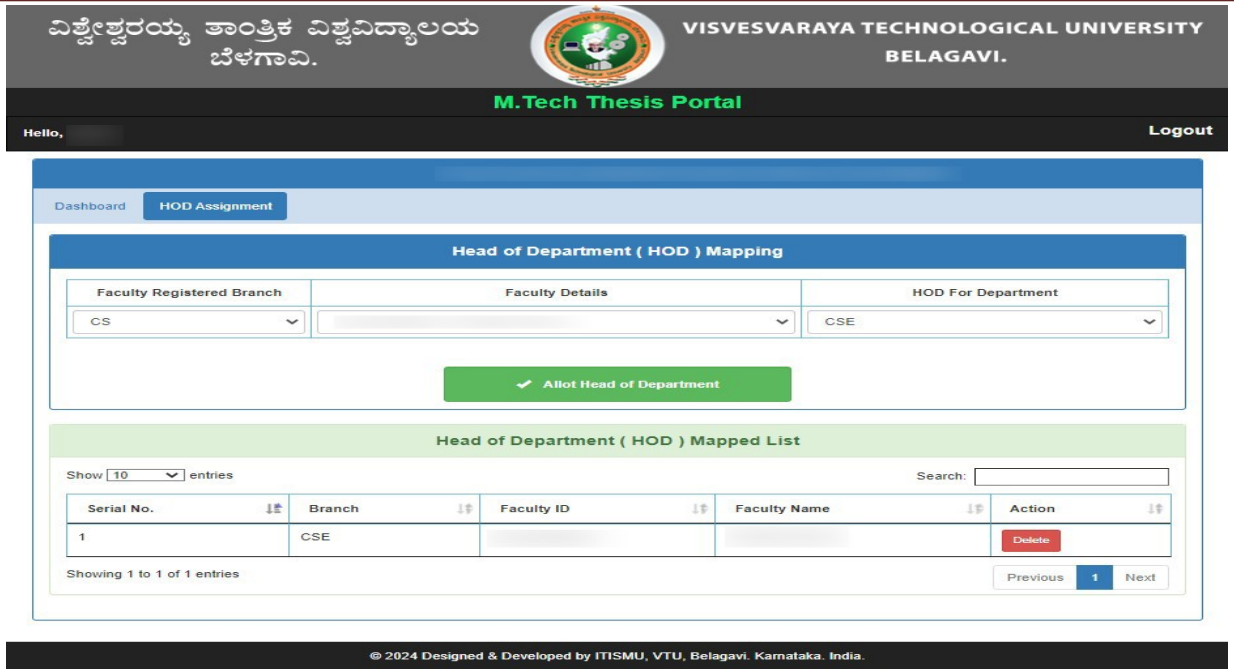 ವಿಶ್ವೇಶ್ವರಯ್ಯ ತಾಂತ್ರಿಕ ವಿಶ್ವವಿದ್ಯಾಲಯ
ಬೆಳಗಾವಿ.
VISVESVARAYA TECHNOLOGICAL UNIVERSITY
BELAGAVI.
M.Tech Thesis Portal
Hello,
Logout
Dashboard HOD Assignment
Head of Department ( HOD ) Mapping
Faculty Registered Branch Faculty Details HOD For Department
CS CSE
Allot Head of Department
Head of Department ( HOD ) Mapped List
Show 10 entries Search:
Serial No. Branch Faculty ID Faculty Name Action
1 CSE Delete
Showing 1 to 1 of 1 entries Previous 1 Next
© 2024 Designed & Developed by ITISMU, VTU, Belagavi. Karnataka. India.